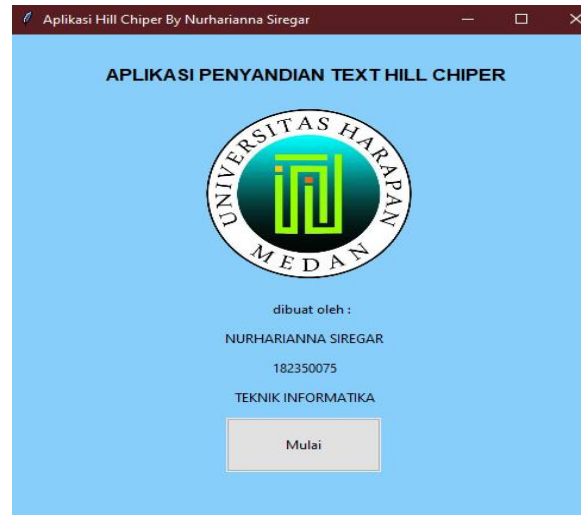 Aplikasi Hill Chiper By Nurharianna Siregar
APLIKASI PENYANDIAN TEXT HILL CHIPER
UNIVERSITAS HARAPAN
MEDAN
dibuat oleh :
NURHARIANNA SIREGAR
182350075
TEKNIK INFORMATIKA
Mulai